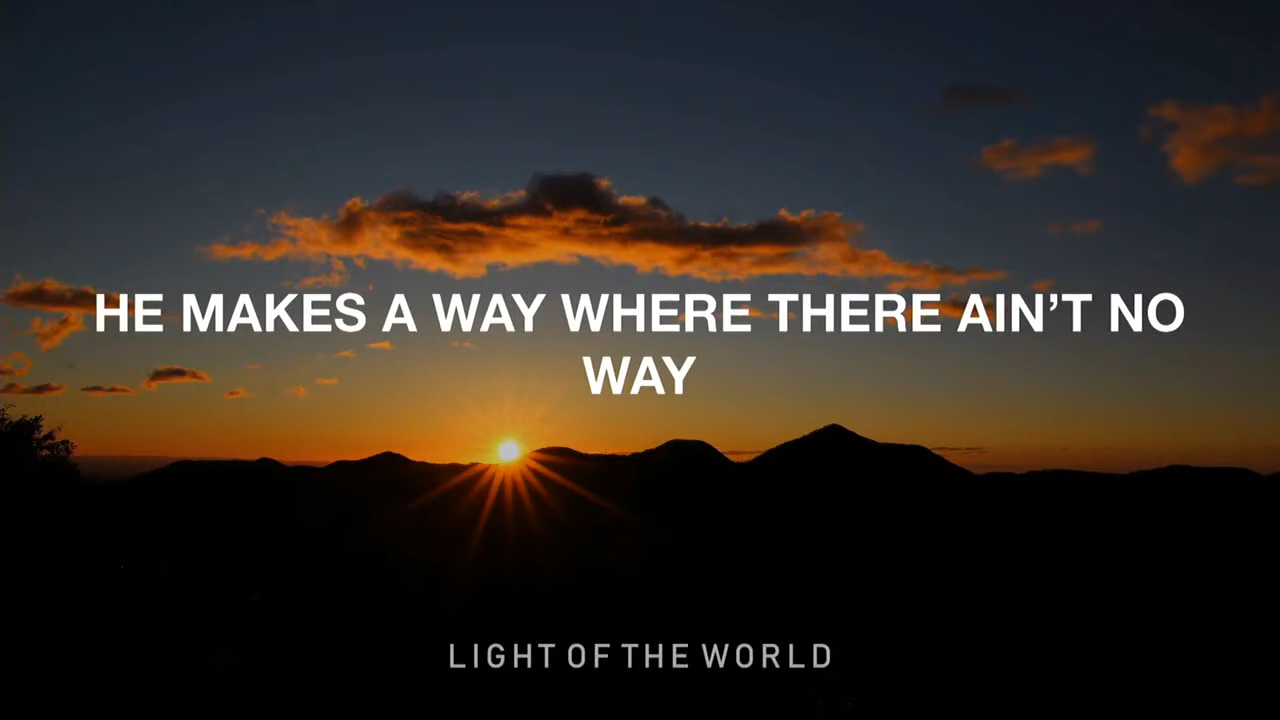 HE MAKES A WAY WHERE THERE AIN’T NO
WAY
LIGHT OF THE WORLD